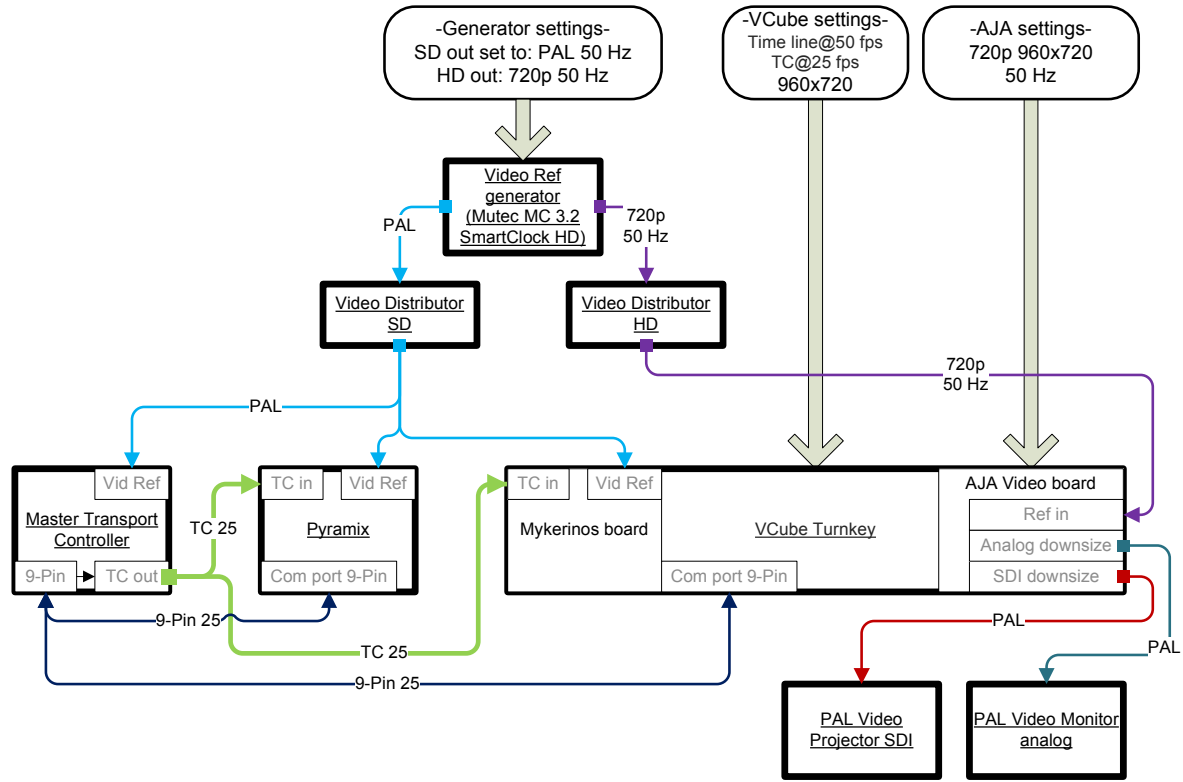 -Generator settings-
SD out set to: PAL 50 Hz
HD out: 720p 50 Hz
-VCube settings-
Time line@50 fps
TC@25 fps
960x720
-AJA settings-
720p 960x720
50 Hz
Video Ref
generator
(Mutec MC 3.2
SmartClock HD)
PAL
720p
50 Hz
Video Distributor
SD
Video Distributor
HD
720p
50 Hz
PAL
Vid Ref
Master Transport
Controller
9-Pin
TC out
TC 25
TC in
Vid Ref
Pyramix
Com port 9-Pin
TC in
Vid Ref
Mykerinos board
VCube Turnkey
Com port 9-Pin
AJA Video board
Ref in
Analog downsize
SDI downsize
9-Pin 25
TC 25
9-Pin 25
PAL
PAL
PAL Video
Projector SDI
PAL Video Monitor
analog